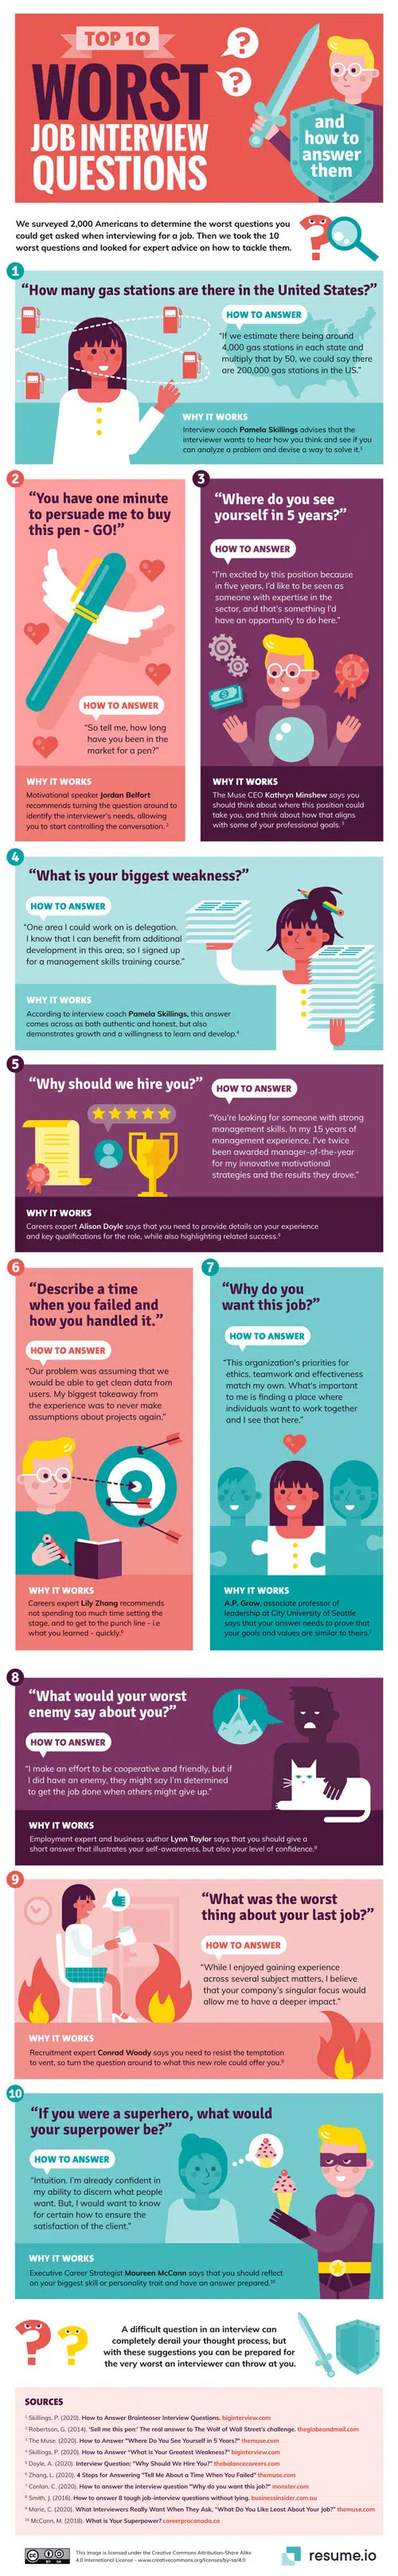 TOP 10
WORST
JOB INTERVIEW
QUESTIONS
and
how to
answer
them
We surveyed 2,000 Americans to determine the worst questions you
could get asked when interviewing for a job. Then we took the 10
worst questions and looked for expert advice on how to tackle them.
1
“How many gas stations are there in the United States?”
HOW TO ANSWER
“If we estimate there being around
4,000 gas stations in each state and
multiply that by 50, we could say there
are 200,000 gas stations in the US.”
WHY IT WORKS
Interview coach Pamela Skillings advises that the
interviewer wants to hear how you think and see if you
can analyze a problem and devise a way to solve it.¹
2
“You have one minute
to persuade me to buy
this pen - GO!”
HOW TO ANSWER
“So tell me, how long
have you been in the
market for a pen?”
WHY IT WORKS
Motivational speaker Jordan Belfort
recommends turning the question around to
identify the interviewer's needs, allowing
you to start controlling the conversation.²
3
“Where do you see
yourself in 5 years?”
HOW TO ANSWER
“I'm excited by this position because
in five years, I'd like to be seen as
someone with expertise in the
sector, and that's something I'd
have an opportunity to do here.”
1
WHY IT WORKS
The Muse CEO Kathryn Minshew says you
should think about where this position could
take you, and think about how that aligns
with some of your professional goals.³
4
“What is your biggest weakness?”
HOW TO ANSWER
“One area I could work on is delegation.
I know that I can benefit from additional
development in this area, so I signed up
for a management skills training course.”
WHY IT WORKS
According to interview coach Pamela Skillings, this answer
comes across as both authentic and honest, but also
demonstrates growth and a willingness to learn and develop.⁴
5
“Why should we hire you?”
HOW TO ANSWER
“You're looking for someone with strong
management skills. In my 15 years of
management experience, I've twice
been awarded manager-of-the-year
for my innovative motivational
strategies and the results they drove.”
WHY IT WORKS
Careers expert Alison Doyle says that you need to provide details on your experience
and key qualifications for the role, while also highlighting related success.⁵
6
“Describe a time
when you failed and
how you handled it.”
HOW TO ANSWER
“Our problem was assuming that we
would be able to get clean data from
users. My biggest takeaway from
the experience was to never make
assumptions about projects again.”
WHY IT WORKS
Careers expert Lily Zhang recommends
not spending too much time setting the
stage, and to get to the punch line - i.e
what you learned - quickly.⁶
7
“Why do you
want this job?”
HOW TO ANSWER
“This organization's priorities for
ethics, teamwork and effectiveness
match my own. What's important
to me is finding a place where
individuals want to work together
and I see that here.”
WHY IT WORKS
A.P. Grow, associate professor of
leadership at City University of Seattle
says that your answer needs to prove that
your goals and values are similar to theirs.⁷
8
“What would your worst
enemy say about you?”
HOW TO ANSWER
“I make an effort to be cooperative and friendly, but if
I did have an enemy, they might say I'm determined
to get the job done when others might give up.”
WHY IT WORKS
Employment expert and business author Lynn Taylor says that you should give a
short answer that illustrates your self-awareness, but also your level of confidence.⁸
9
“What was the worst
thing about your last job?”
HOW TO ANSWER
“While I enjoyed gaining experience
across several subject matters, I believe
that your company's singular focus would
allow me to have a deeper impact.”
WHY IT WORKS
Recruitment expert Conrad Woody says you need to resist the temptation
to vent, so turn the question around to what this new role could offer you.⁹
10
“If you were a superhero, what would
your superpower be?”
HOW TO ANSWER
“Intuition. I'm already confident in
my ability to discern what people
want. But, I would want to know
for certain how to ensure the
satisfaction of the client.”
WHY IT WORKS
Executive Career Strategist Maureen McCann says that you should reflect
on your biggest skill or personality trait and have an answer prepared.¹⁰
A difficult question in an interview can
completely derail your thought process, but
with these suggestions you can be prepared for
the very worst an interviewer can throw at you.
SOURCES
¹ Skillings, P. (2020). How to Answer Brainteaser Interview Questions. biginterview.com
² Robertson, G. (2014). ‘Sell me this pen.’ The real answer to The Wolf of Wall Street's challenge. theglobeandmail.com
³ The Muse. (2020). How to Answer “Where Do You See Yourself in 5 Years?” themuse.com
⁴ Skillings, P. (2020). How to Answer “What is Your Greatest Weakness?” biginterview.com
⁵ Doyle, A. (2020). Interview Question: “Why Should We Hire You?” thebalancecareers.com
⁶ Zhang, L. (2020). 4 Steps for Answering “Tell Me About a Time When You Failed” themuse.com
⁷ Conlan, C. (2020). How to answer the interview question “Why do you want this job?” monster.com
⁸ Smith, J. (2016). How to answer 8 tough job-interview questions without lying. businessinsider.com.au
⁹ Marie, C. (2020). What Interviewers Really Want When They Ask, “What Do You Like Least About Your Job?” themuse.com
¹⁰ McCann, M. (2018). What is Your Superpower? careerprocanada.ca
This image is licensed under the Creative Commons Attribution-Share Alike
4.0 International License - www.creativecommons.org/licenses/by-sa/4.0
resume.io